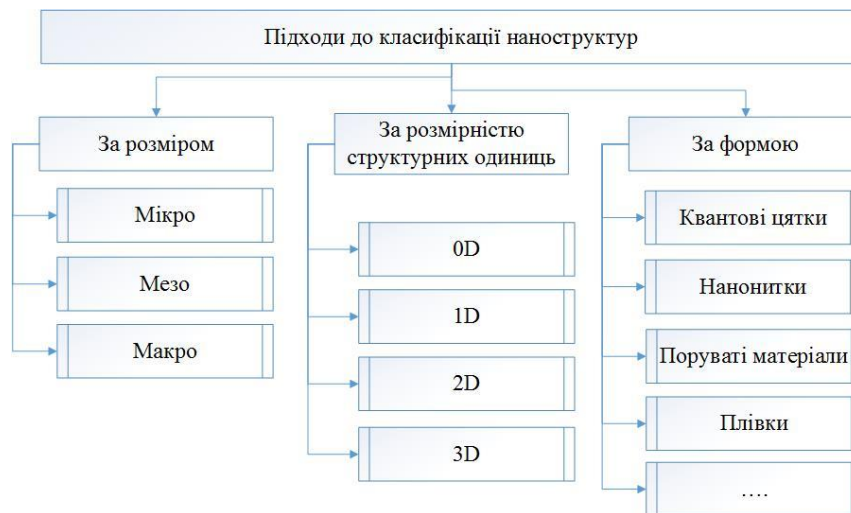 Підходи до класифікації наноструктур
За розміром
Мікро
Мезо
Макро
За розмірністю
структурних одиниць
0D
1D
2D
3D
За формою
Квантові цятки
Нанонитки
Поруваті матеріали
Плівки
….